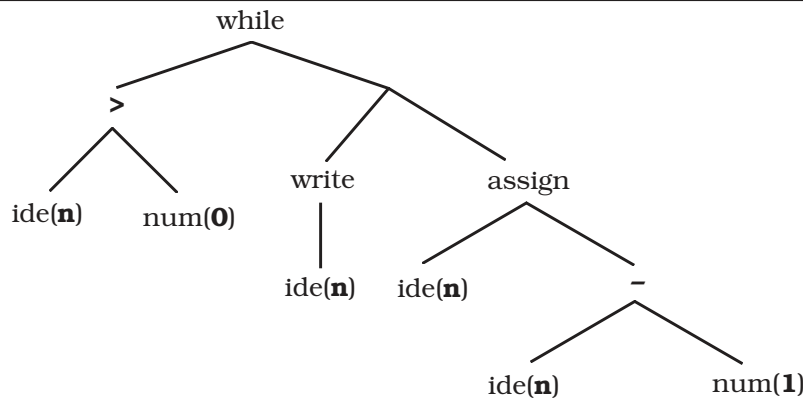 while
>
write assign
ide(n) num(0)
ide(n) ide(n) –
ide(n) num(1)